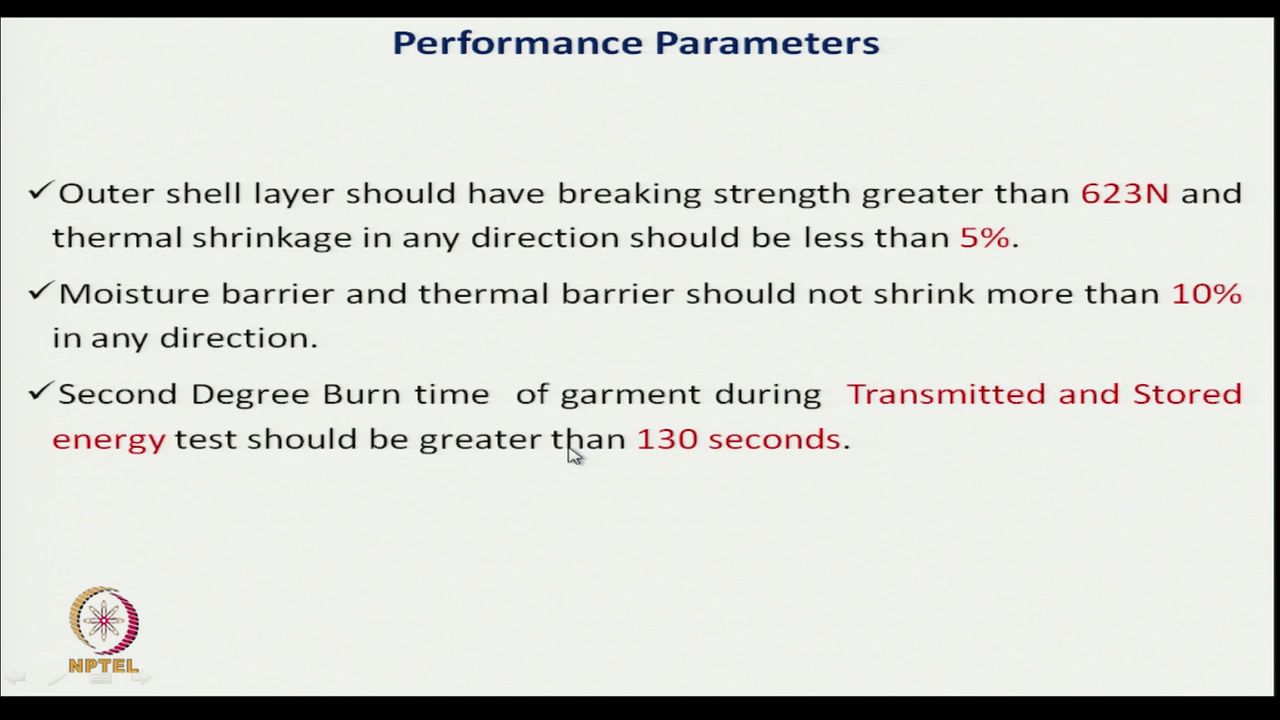 Performance Parameters
✓Outer shell layer should have breaking strength greater than 623N and
thermal shrinkage in any direction should be less than 5%.
✓Moisture barrier and thermal barrier should not shrink more than 10%
in any direction.
✓Second Degree Burn time of garment during Transmitted and Stored
energy test should be greater than 130 seconds.
NPTEL